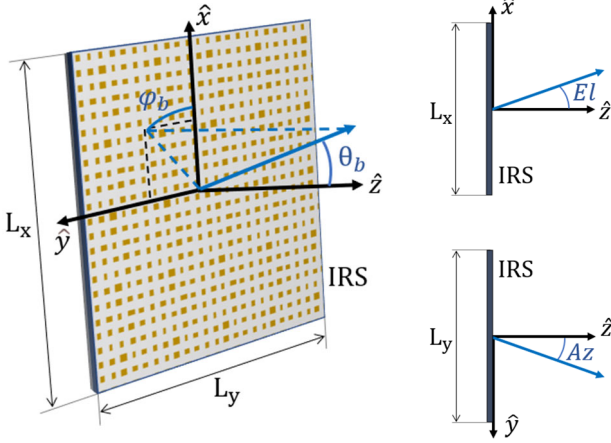 x̂
φ_b
θ_b
ẑ
ŷ
L_x
IRS
L_y
x̂
El
L_x
ẑ
IRS
IRS
ẑ
L_y
Az
ŷ